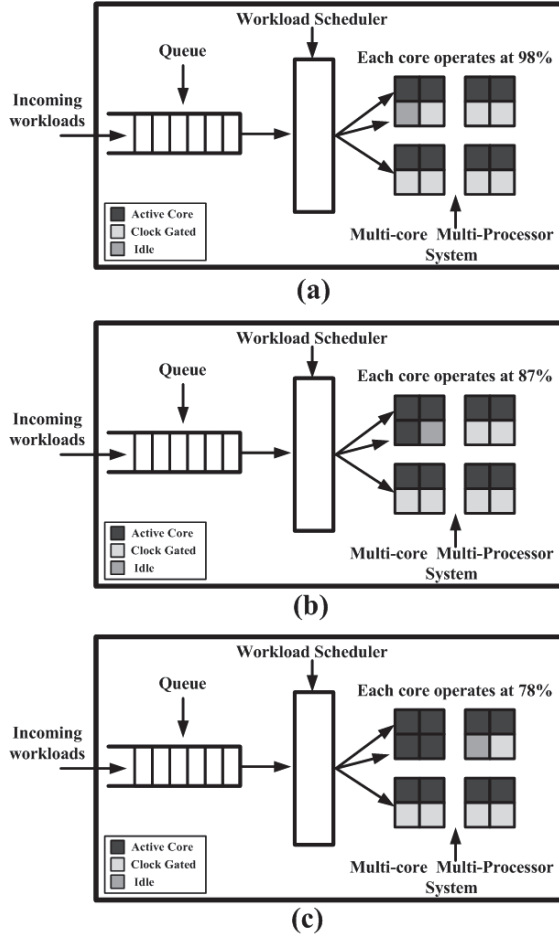 Workload Scheduler
Queue
Each core operates at 98%
Incoming
workloads
Active Core
Clock Gated
Idle
Multi-core Multi-Processor
System
(a)
Workload Scheduler
Queue
Each core operates at 87%
Incoming
workloads
Active Core
Clock Gated
Idle
Multi-core Multi-Processor
System
(b)
Workload Scheduler
Queue
Each core operates at 78%
Incoming
workloads
Active Core
Clock Gated
Idle
Multi-core Multi-Processor
System
(c)